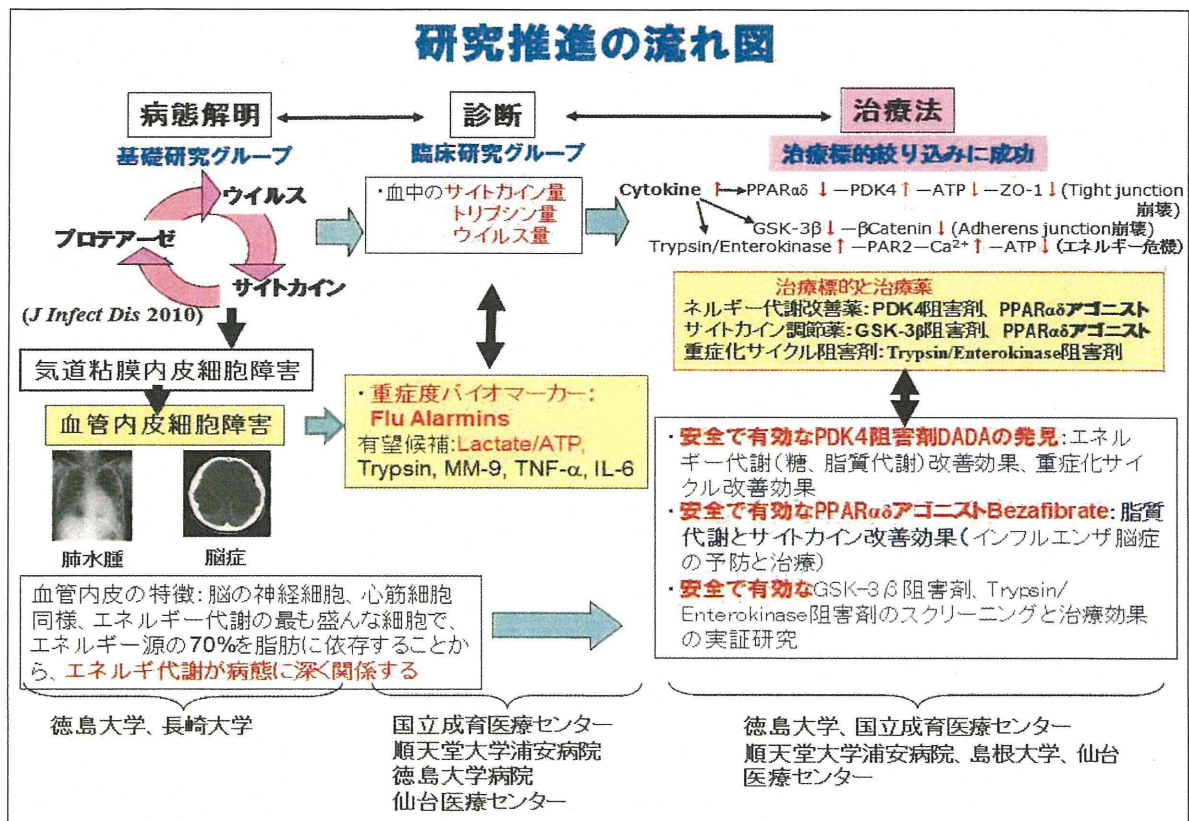 研究推進の流れ図
病態解明
基礎研究グループ
ウイルス
プロテアーゼ
サイトカイン
(J Infect Dis 2010)
気道粘膜内皮細胞障害
血管内皮細胞障害
肺水腫
脳症
血管内皮の特徴:脳の神経細胞、心筋細胞
同様、エネルギー代謝の最も盛んな細胞で、
エネルギー源の70%を脂肪に依存することか
ら、エネルギ代謝が病態に深く関係する
徳島大学、長崎大学
診断
臨床研究グループ
・血中のサイトカイン量
トリプシン量
ウイルス量
・重症度バイオマーカー:
Flu Alarmins
有望候補:Lactate/ATP,
Trypsin, MM-9, TNF-α, IL-6
国立成育医療センター
順天堂大学浦安病院
徳島大学病院
仙台医療センター
治療法
治療標的絞り込みに成功
Cytokine ↑→PPARαδ ↓ —PDK4↑ —ATP↓ —ZO-1↓ (Tight junction
崩壊)
GSK-3β↓ —βCatenin ↓ (Adherens junction崩壊)
Trypsin/Enterokinase ↑ —PAR2—Ca²⁺ ↑ —ATP↓ (エネルギー危機)
治療標的と治療薬
ネルギー代謝改善薬:PDK4阻害剤、PPARαδアゴニスト
サイトカイン調節薬:GSK-3β阻害剤、PPARαδアゴニスト
重症化サイクル阻害剤:Trypsin/Enterokinase阻害剤
・安全で有効なPDK4阻害剤DADAの発見:エネル
ギー代謝(糖、脂質代謝)改善効果、重症化サイ
クル改善効果
・安全で有効なPPARαδアゴニストBezafibrate:脂質
代謝とサイトカイン改善効果(インフルエンザ脳症
の予防と治療)
・安全で有効なGSK-3β阻害剤、Trypsin/
Enterokinase阻害剤のスクリーニングと治療効果
の実証研究
徳島大学、国立成育医療センター
順天堂大学浦安病院、島根大学、仙台
医療センター